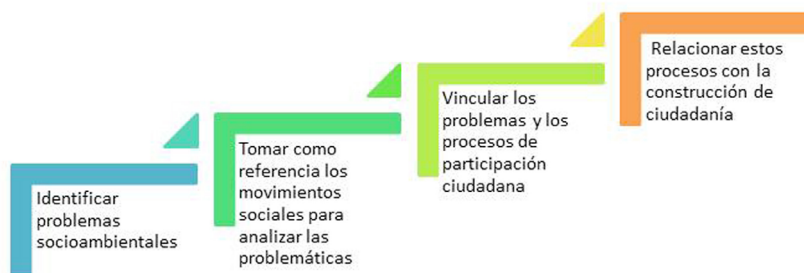 Identificar
problemas
socioambientales
Tomar como
referencia los
movimientos
sociales para
analizar las
problemáticas
Vincular los
problemas y los
procesos de
participación
ciudadana
Relacionar estos
procesos con la
construcción de
ciudadanía